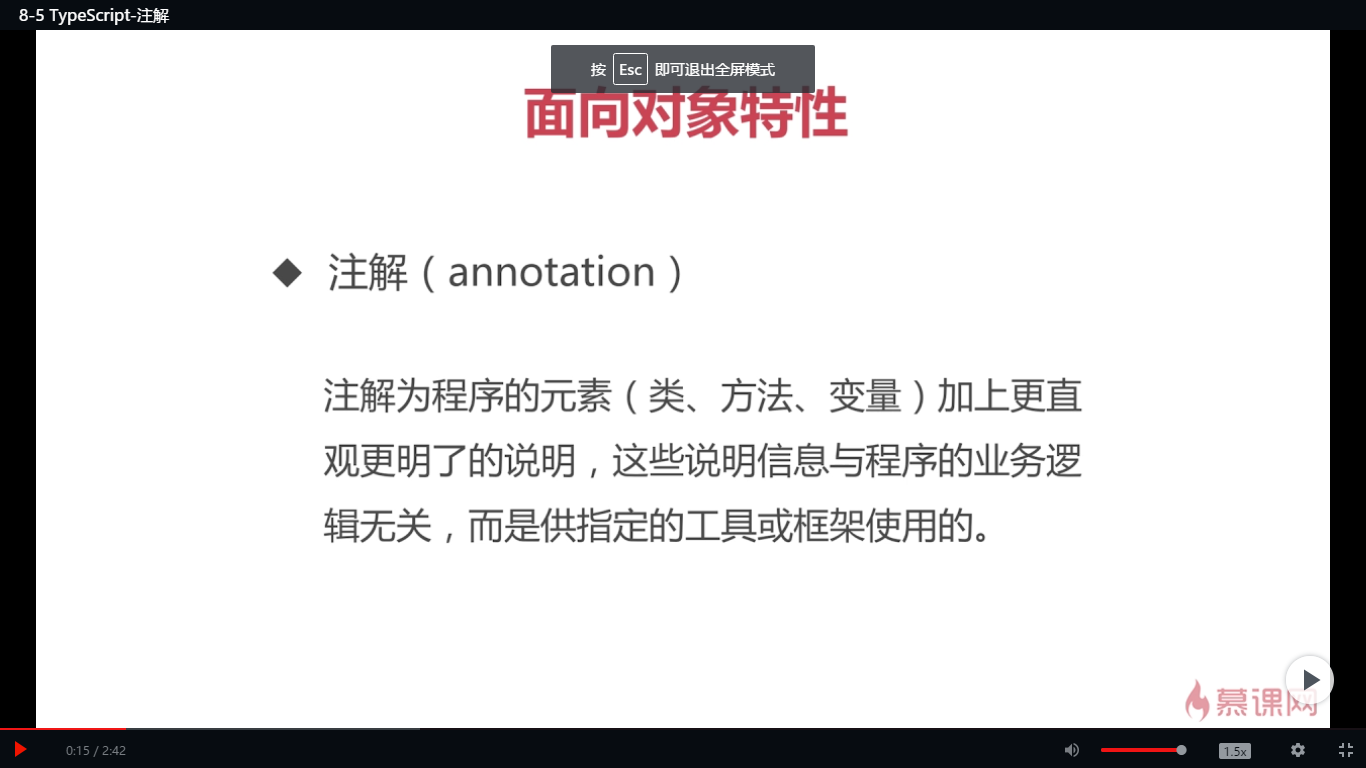 8-5 TypeScript-注解
按 Esc 即可退出全屏模式
面向对象特性
◆ 注解（annotation）
注解为程序的元素（类、方法、变量）加上更直
观更明了的说明，这些说明信息与程序的业务逻
辑无关，而是供指定的工具或框架使用的。
慕课网
0:15 / 2:42
1.5x